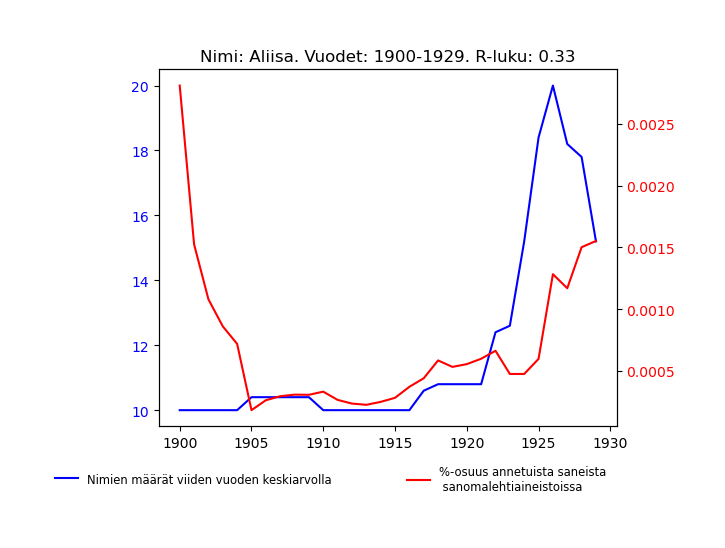 Nimi: Aliisa. Vuodet: 1900-1929. R-luku: 0.33
20
18
16
14
12
10
0.0025
0.0020
0.0015
0.0010
0.0005
1900 1905 1910 1915 1920 1925 1930
Nimien määrät viiden vuoden keskiarvolla
%-osuus annetuista saneista
sanomalehtiaineistoissa